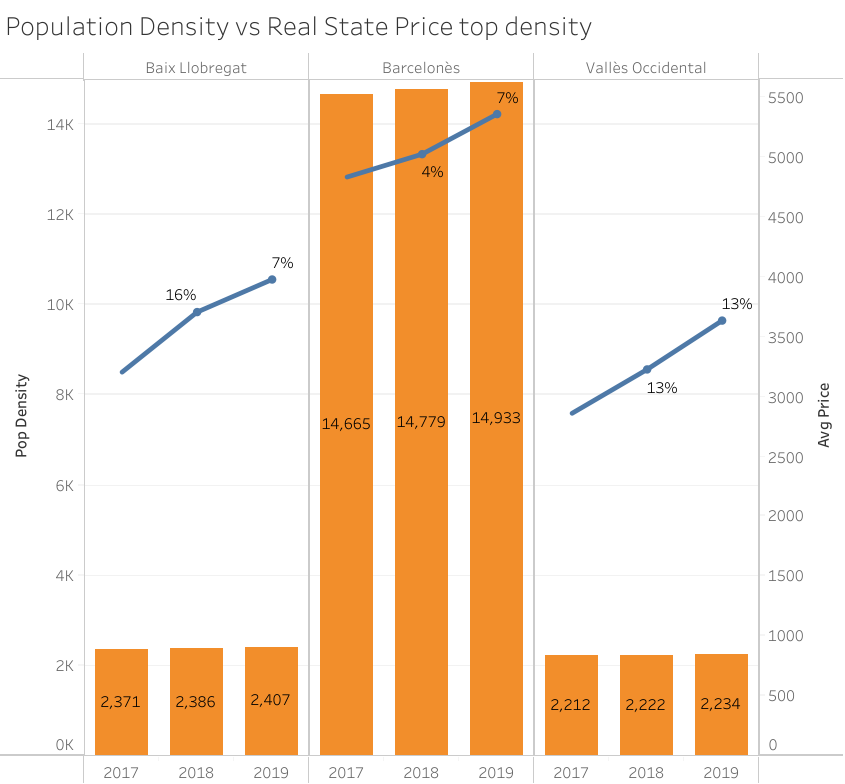 Population Density vs Real State Price top density
Baix Llobregat
Barcelonès
Vallès Occidental
Pop Density
14K
12K
10K
8K
6K
4K
2K
0K
16%
7%
2,371
2,386
2,407
4%
7%
14,665
14,779
14,933
13%
13%
2,212
2,222
2,234
5500
5000
4500
4000
3500
3000
2500
2000
1500
1000
500
0
Avg Price
2017 2018 2019 2017 2018 2019 2017 2018 2019